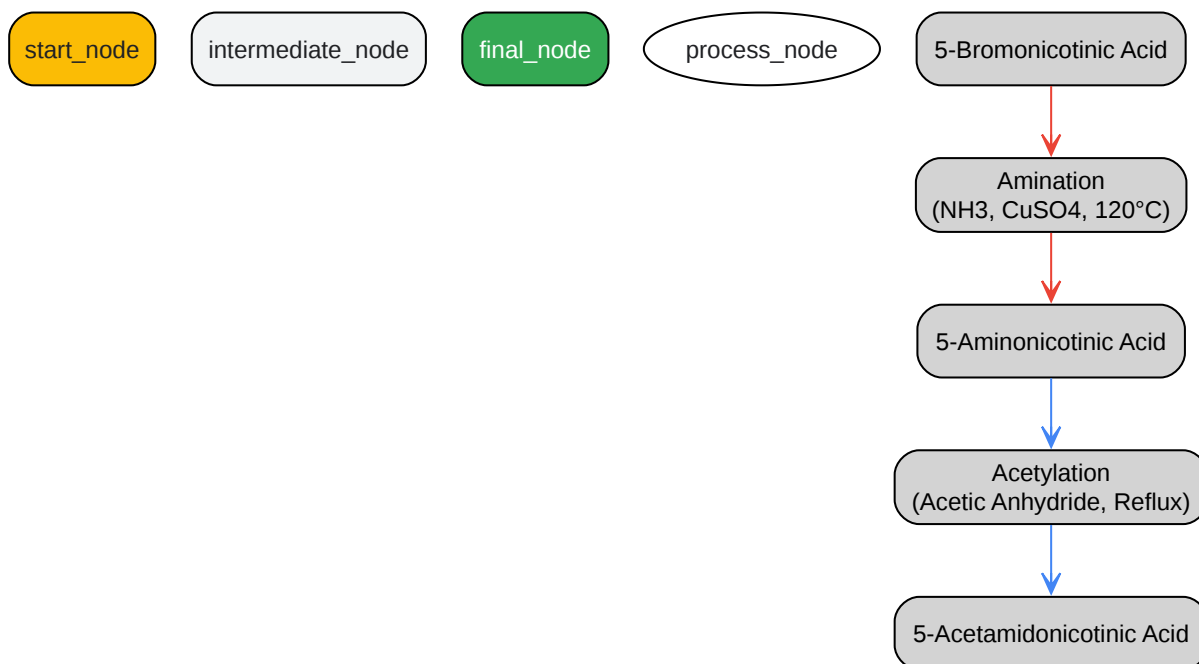 start_node
intermediate_node
final_node
process_node
5-Bromonicotinic Acid
Amination
(NH3, CuSO4, 120°C)
5-Aminonicotinic Acid
Acetylation
(Acetic Anhydride, Reflux)
5-Acetamidonicotinic Acid